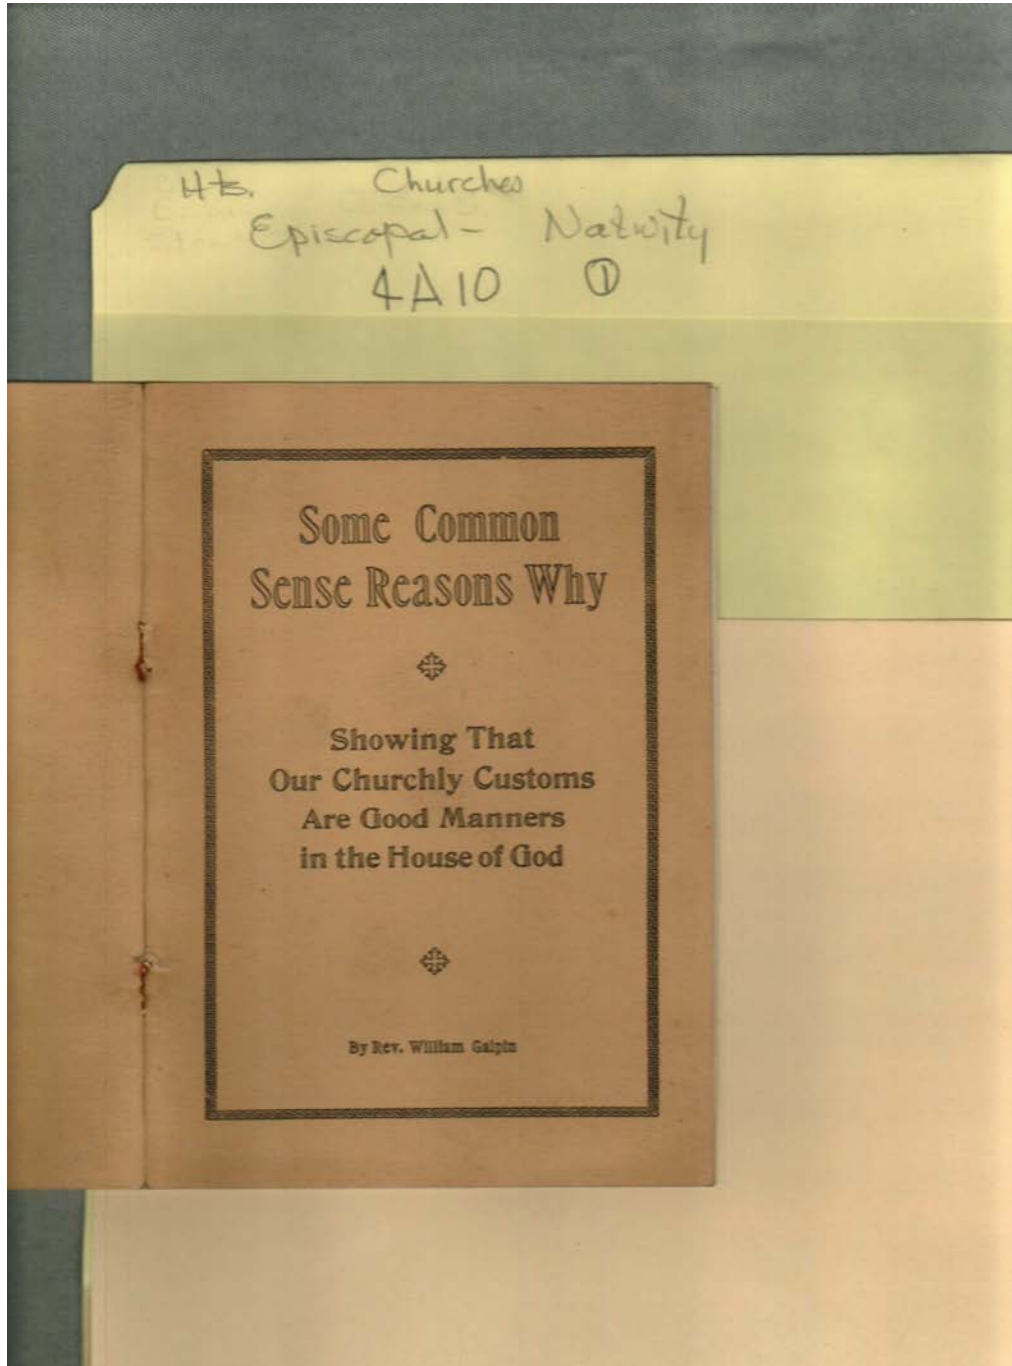 Hts. Churches
Episcopal - Nativity
4A10 ①
Some Common
Sense Reasons Why
Showing That
Our Churchly Customs
Are Good Manners
in the House of God
By Rev. William Galpin